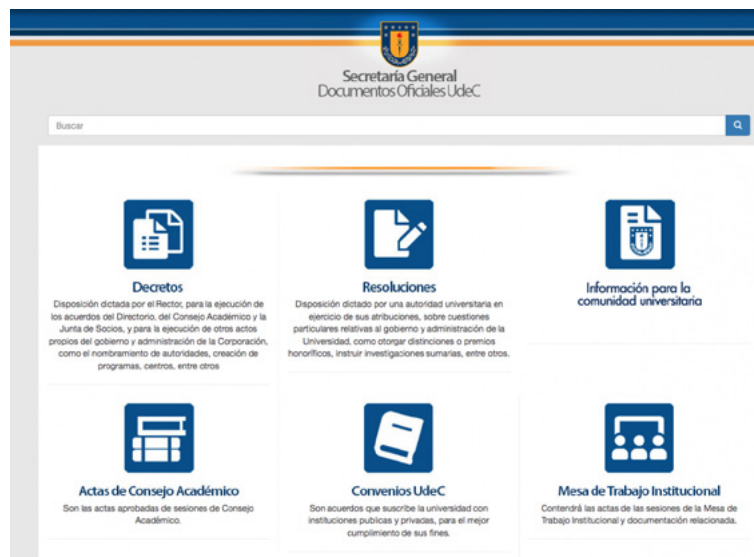 Secretaría General
Documentos Oficiales UdeC
Buscar
Decretos
Disposición dictada por el Rector, para la ejecución de
los acuerdos del Directorio, del Consejo Académico y la
Junta de Socios, y para la ejecución de otros actos
propios del gobierno y administración de la Corporación,
como el nombramiento de autoridades, creación de
programas, centros, entre otros
Resoluciones
Disposición dictado por una autoridad universitaria en
ejercicio de sus atribuciones, sobre cuestiones
particulares relativas al gobierno y administración de la
Universidad, como otorgar distinciones o premios
honoríficos, instruir investigaciones sumarias, entre otros.
Información para la
comunidad universitaria
Actas de Consejo Académico
Son las actas aprobadas de sesiones de Consejo
Académico.
Convenios UdeC
Son acuerdos que suscribe la universidad con
instituciones publicas y privadas, para el mejor
cumplimiento de sus fines.
Mesa de Trabajo Institucional
Contendrá las actas de las sesiones de la Mesa de
Trabajo Institucional y documentación relacionada.